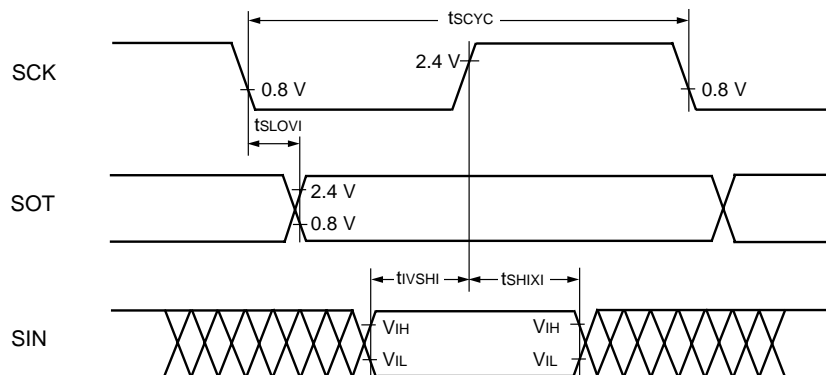 tSCYC
SCK
2.4 V
0.8 V
0.8 V
tSLOVI
SOT
2.4 V
0.8 V
tIVSHI
tSHIXI
SIN
VIH
VIH
VIL
VIL